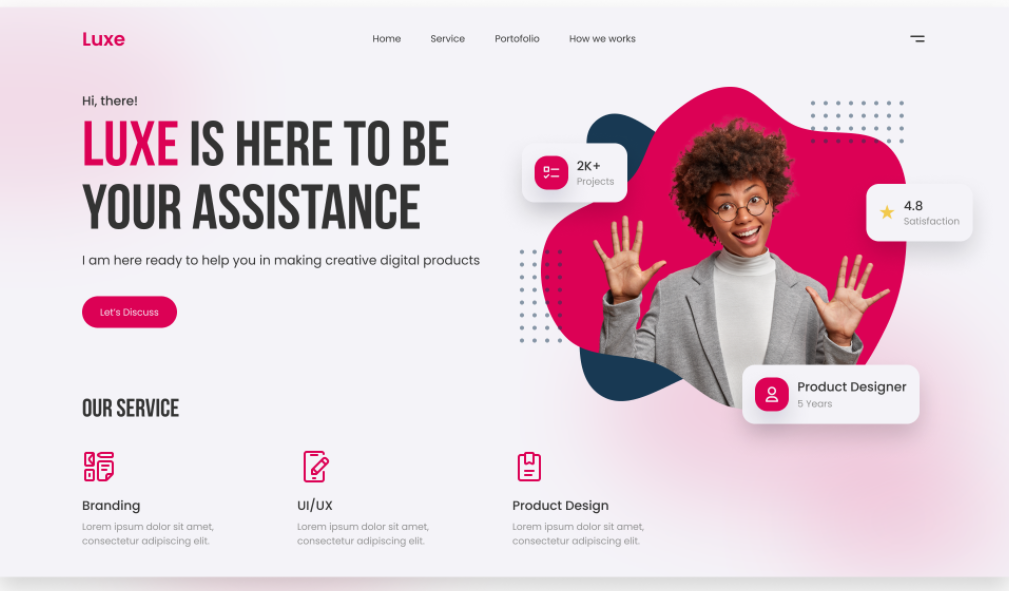 Luxe
Home Service Portofolio How we works
Hi, there!
LUXE IS HERE TO BE
YOUR ASSISTANCE
I am here ready to help you in making creative digital products
Let's Discuss
2K+
Projects
4.8
Satisfaction
Product Designer
5 Years
OUR SERVICE
Branding
Lorem ipsum dolor sit amet,
consectetur adipiscing elit.
UI/UX
Lorem ipsum dolor sit amet,
consectetur adipiscing elit.
Product Design
Lorem ipsum dolor sit amet,
consectetur adipiscing elit.